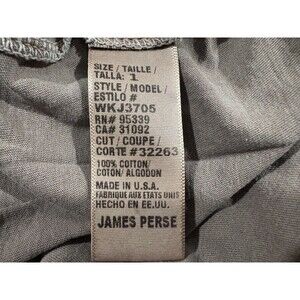 SIZE / TAILLE /
TALLA: 1
STYLE / MODEL /
ESTILO #
WKJ3705
RN# 95339
CA# 31092
CUT / COUPE /
CORTE #32263
100% COTTON/
COTON/ALGODON
MADE IN U.S.A.
FABRIQUE AUX ETATS UNIS
HECHO EN EE.UU.
JAMES PERSE